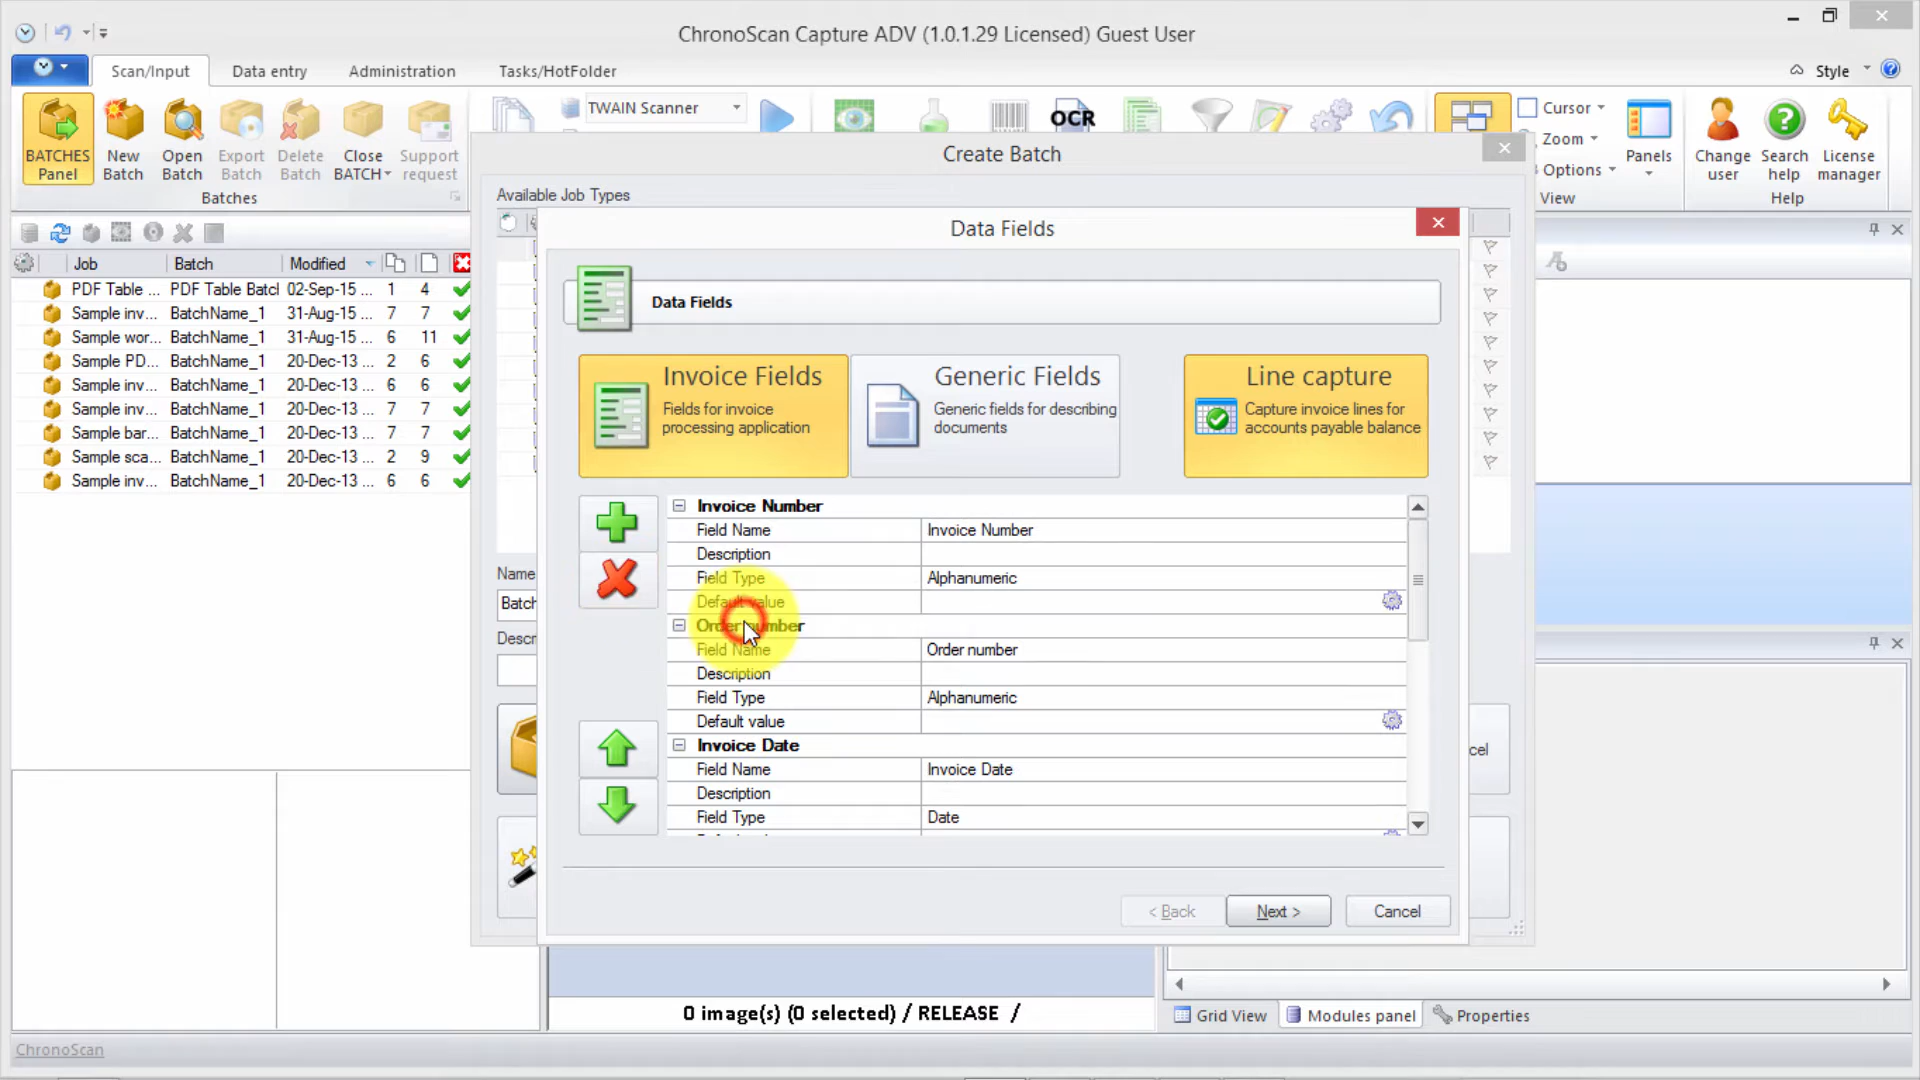 ChronoScan Capture ADV (1.0.1.29 Licensed) Guest User
Scan/Input Data entry Administration Tasks/HotFolder Style
TWAIN Scanner OCR Cursor Zoom Options
BATCHES Panel New Batch Open Batch Export Batch Delete Batch Close BATCH Support request
Panels Change user Search help License manager
Batches View Help
Create Batch
Available Job Types
Data Fields
Job Batch Modified
PDF Table ... PDF Table Batcl 02-Sep-15 ... 1 4
Sample inv... BatchName_1 31-Aug-15 ... 7 7
Sample wor... BatchName_1 31-Aug-15 ... 6 11
Sample PD... BatchName_1 20-Dec-13 ... 2 6
Sample inv... BatchName_1 20-Dec-13 ... 6 6
Sample inv... BatchName_1 20-Dec-13 ... 7 7
Sample bar... BatchName_1 20-Dec-13 ... 7 7
Sample sca... BatchName_1 20-Dec-13 ... 2 9
Sample inv... BatchName_1 20-Dec-13 ... 6 6
Data Fields
Invoice Fields
Fields for invoice
processing application
Generic Fields
Generic fields for describing
documents
Line capture
Capture invoice lines for
accounts payable balance
Invoice Number
Field Name Invoice Number
Description
Field Type Alphanumeric
Default value
Order number
Field Name Order number
Description
Field Type Alphanumeric
Default value
Invoice Date
Field Name Invoice Date
Description
Field Type Date
Name
Batch
Descr
cel
< Back Next > Cancel
0 image(s) (0 selected) / RELEASE /
Grid View Modules panel Properties
ChronoScan